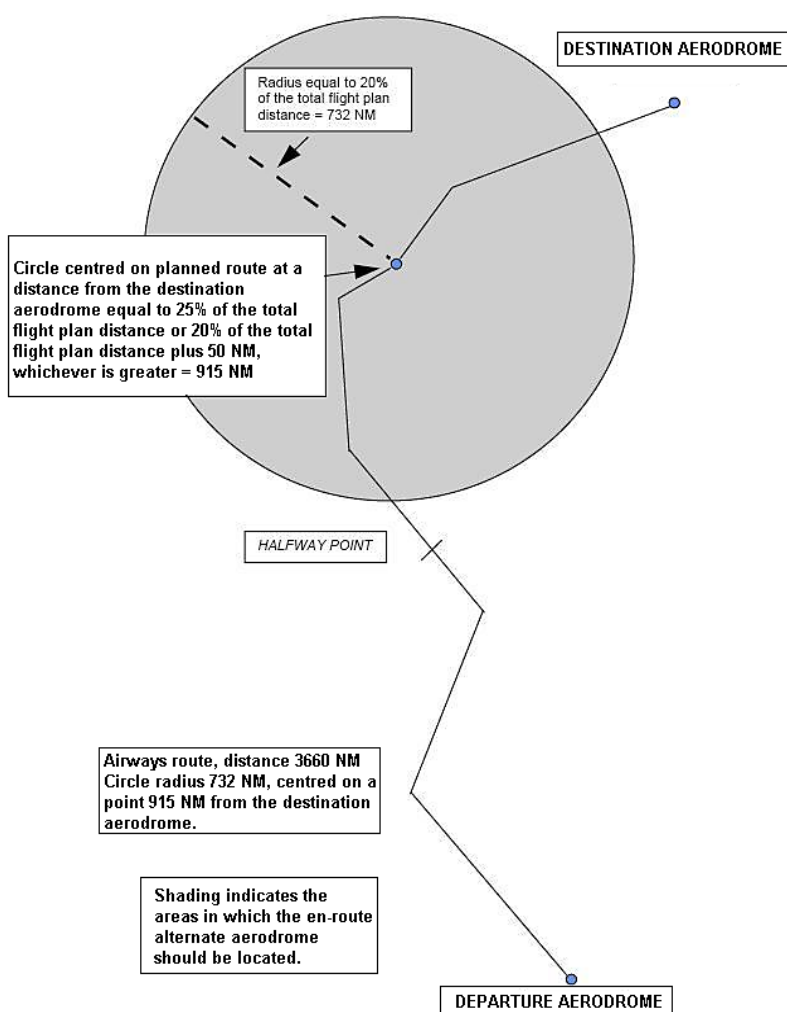 DESTINATION AERODROME
Radius equal to 20%
of the total flight plan
distance = 732 NM
Circle centred on planned route at a
distance from the destination
aerodrome equal to 25% of the total
flight plan distance or 20% of the total
flight plan distance plus 50 NM,
whichever is greater = 915 NM
HALFWAY POINT
Airways route, distance 3660 NM
Circle radius 732 NM, centred on a
point 915 NM from the destination
aerodrome.
Shading indicates the
areas in which the en-route
alternate aerodrome
should be located.
DEPARTURE AERODROME